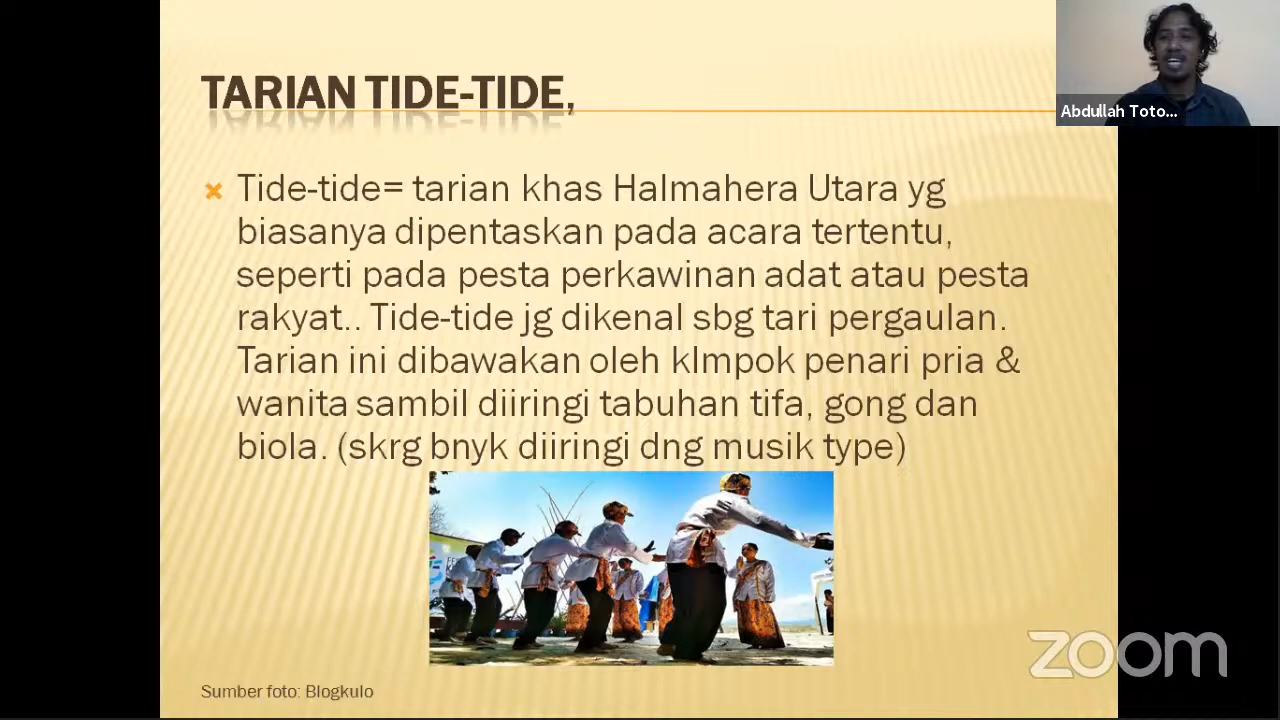 TARIAN TIDE-TIDE,
Abdullah Toto...
Tide-tide= tarian khas Halmahera Utara yg
biasanya dipentaskan pada acara tertentu,
seperti pada pesta perkawinan adat atau pesta
rakyat.. Tide-tide jg dikenal sbg tari pergaulan.
Tarian ini dibawakan oleh klmpok penari pria &
wanita sambil diiringi tabuhan tifa, gong dan
biola. (skrg bnyk diiringi dng musik type)
zoom
Sumber foto: Blogkulo